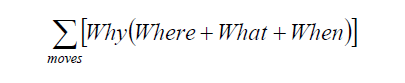 ∑[Why(Where + What + When)]
moves